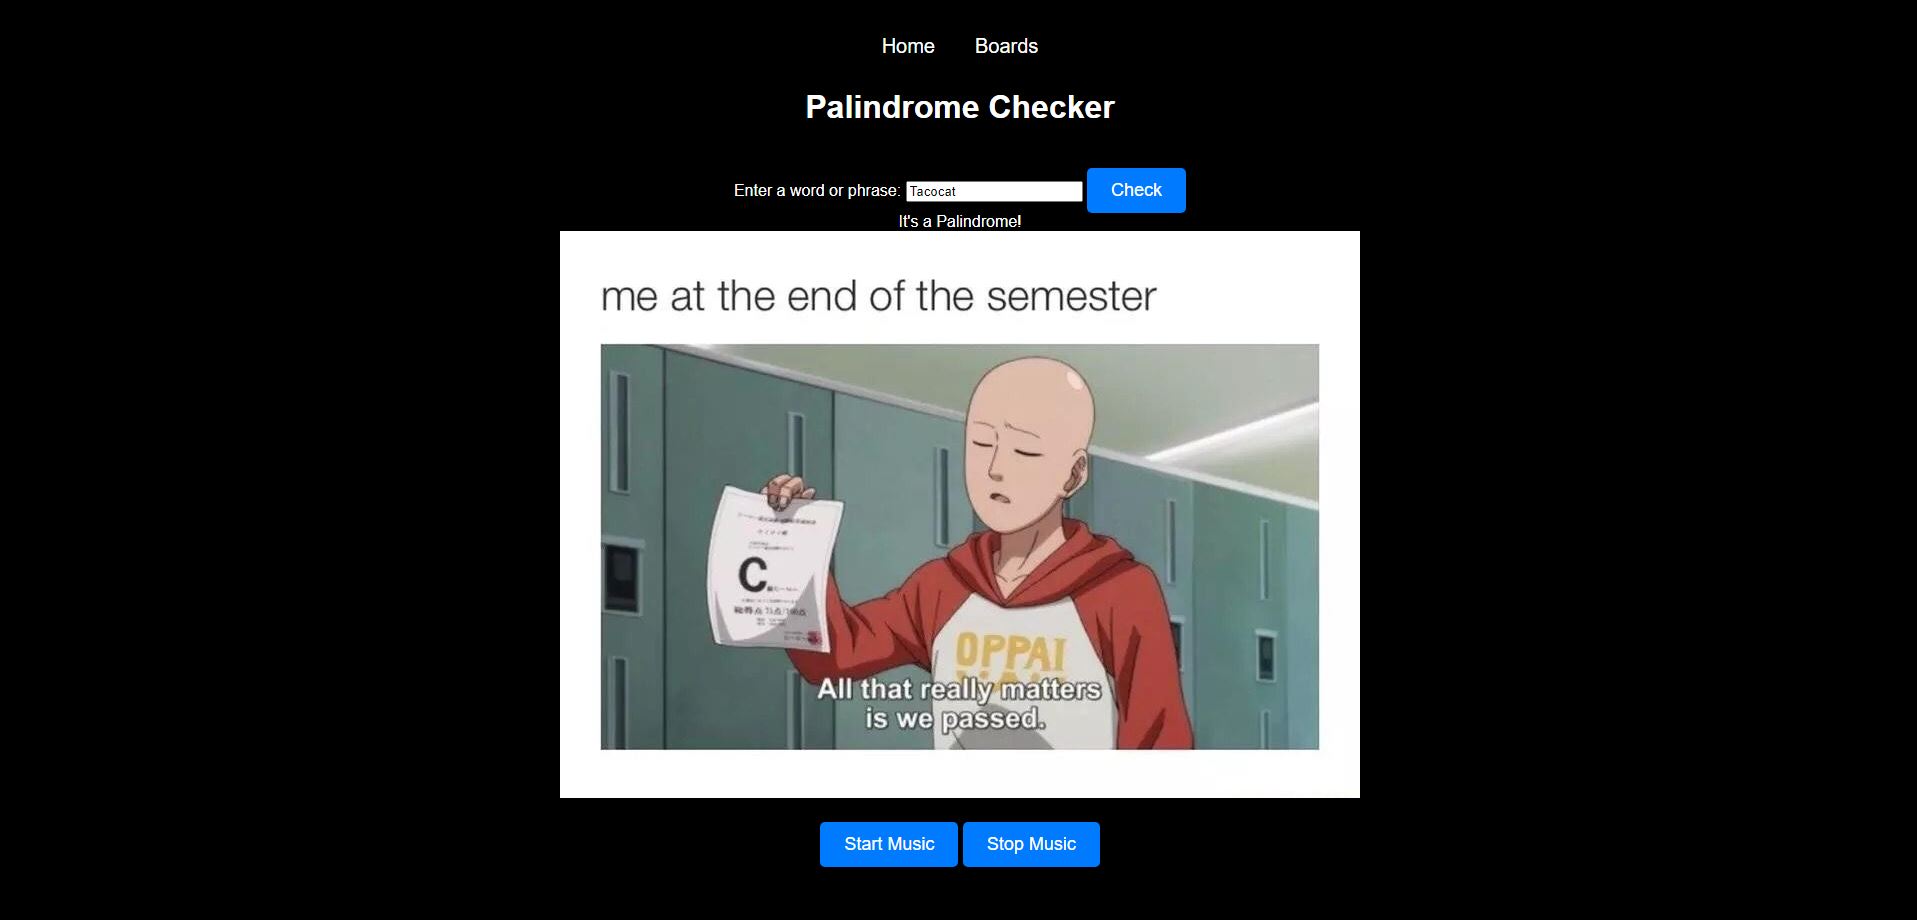 Home Boards
Palindrome Checker
Enter a word or phrase: Tacocat Check
It's a Palindrome!
me at the end of the semester
C
OPPAI
All that really matters
is we passed.
Start Music Stop Music